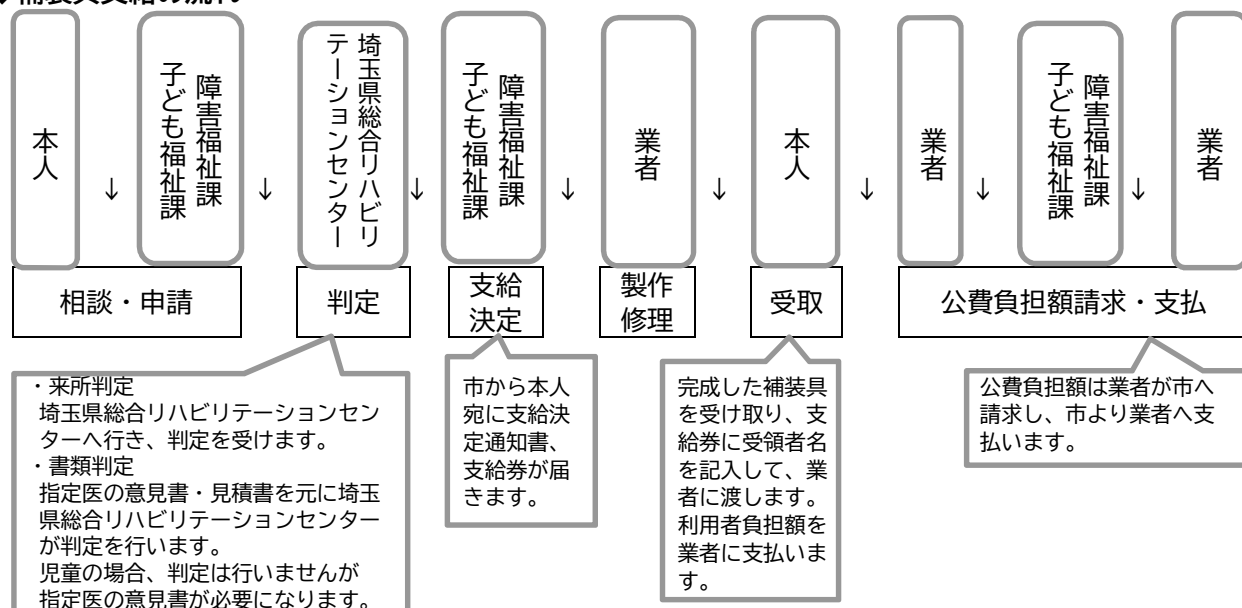 補装具支給の流れ
本人
↓
障害福祉課
子ども福祉課
↓
埼玉県総合リハビリ
テーションセンター
↓
障害福祉課
子ども福祉課
↓
業者
↓
本人
↓
業者
↓
障害福祉課
子ども福祉課
↓
業者
相談・申請
判定
支給
決定
製作
修理
受取
公費負担額請求・支払
・来所判定
埼玉県総合リハビリテーションセン
ターへ行き、判定を受けます。
・書類判定
指定医の意見書・見積書を元に埼玉
県総合リハビリテーションセンター
が判定を行います。
児童の場合、判定は行いませんが
指定医の意見書が必要になります。
市から本人
宛に支給決
定通知書、
支給券が届
きます。
完成した補装具
を受け取り、支
給券に受領者名
を記入して、業
者に渡します。
利用者負担額を
業者に支払いま
す。
公費負担額は業者が市へ
請求し、市より業者へ支
払います。